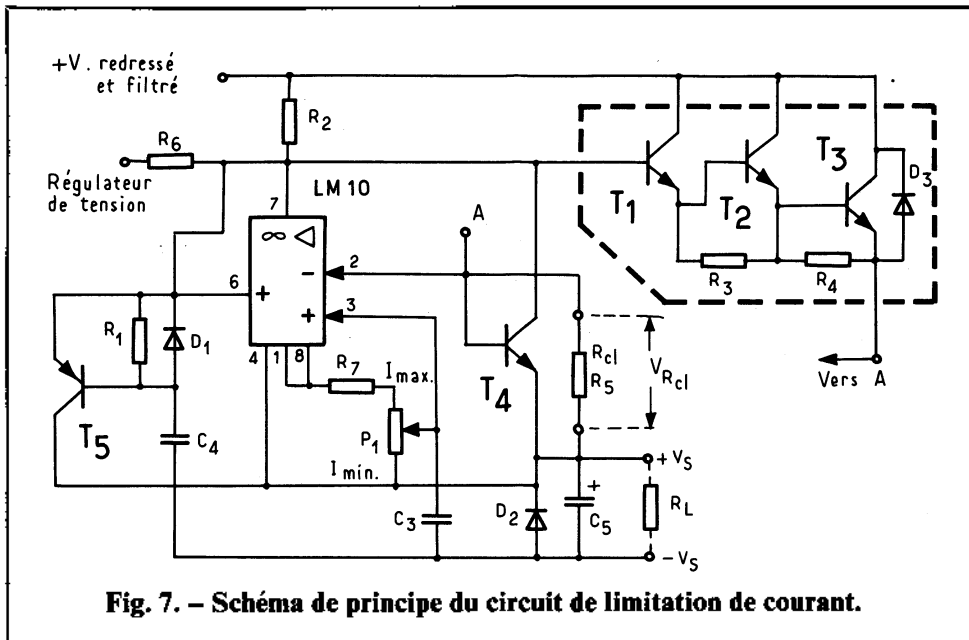 +V. redressé
et filtré
R2
R6
Régulateur
de tension
LM 10
7
∞
A
T1
T2
T3
D3
R3
R4
6
+
-
2
+
3
R1
D1
4
1
8
R7
Imax.
T4
Rcl
R5
VRcl
Vers A
A
T5
C4
P1
Imin.
C3
D2
+
C5
+Vs
RL
-Vs
Fig. 7. – Schéma de principe du circuit de limitation de courant.